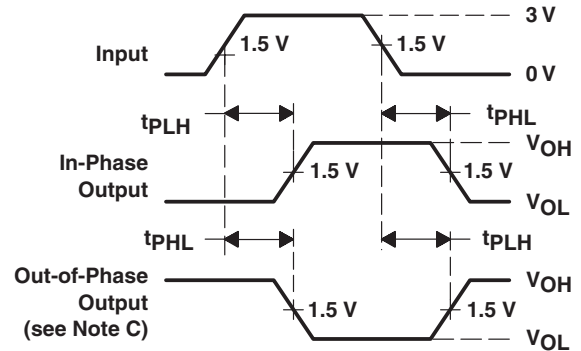 3 V
Input
1.5 V
1.5 V
0 V
tPLH
tPHL
In-Phase
Output
VOH
1.5 V
1.5 V
VOL
tPHL
tPLH
Out-of-Phase
Output
(see Note C)
VOH
1.5 V
1.5 V
VOL